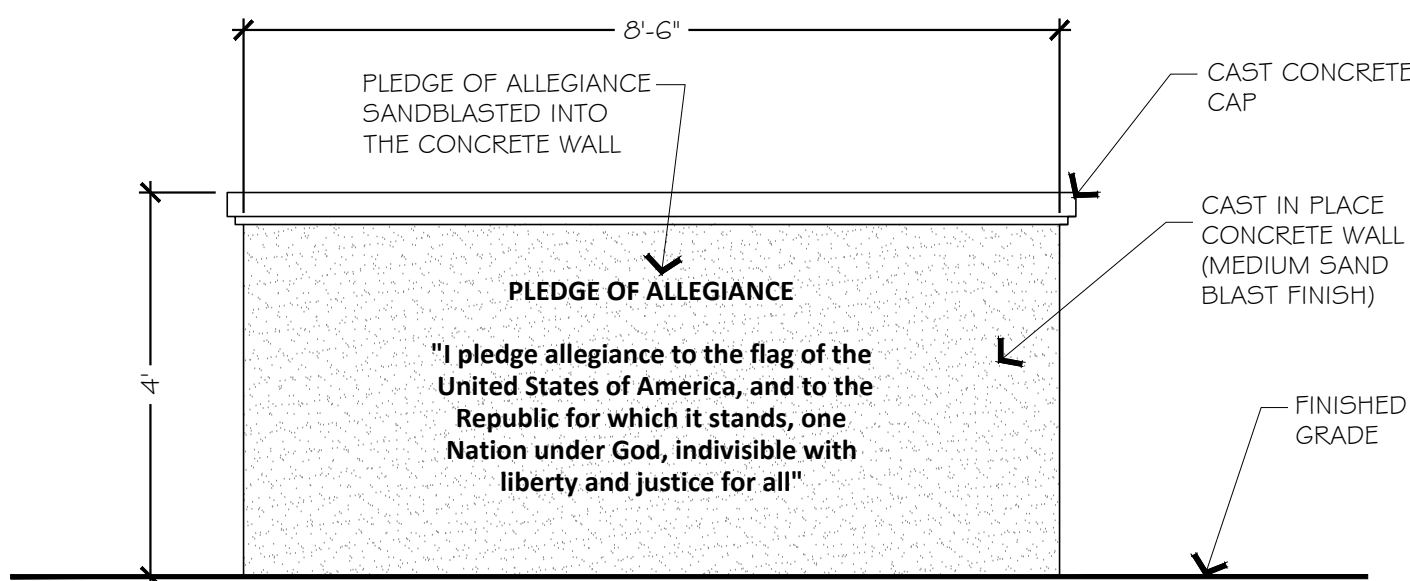 8'-6"
PLEDGE OF ALLEGIANCE
SANDBLASTED INTO
THE CONCRETE WALL
CAST CONCRETE
CAP
CAST IN PLACE
CONCRETE WALL
(MEDIUM SAND
BLAST FINISH)
4'
PLEDGE OF ALLEGIANCE
"I pledge allegiance to the flag of the
United States of America, and to the
Republic for which it stands, one
Nation under God, indivisible with
liberty and justice for all"
FINISHED
GRADE